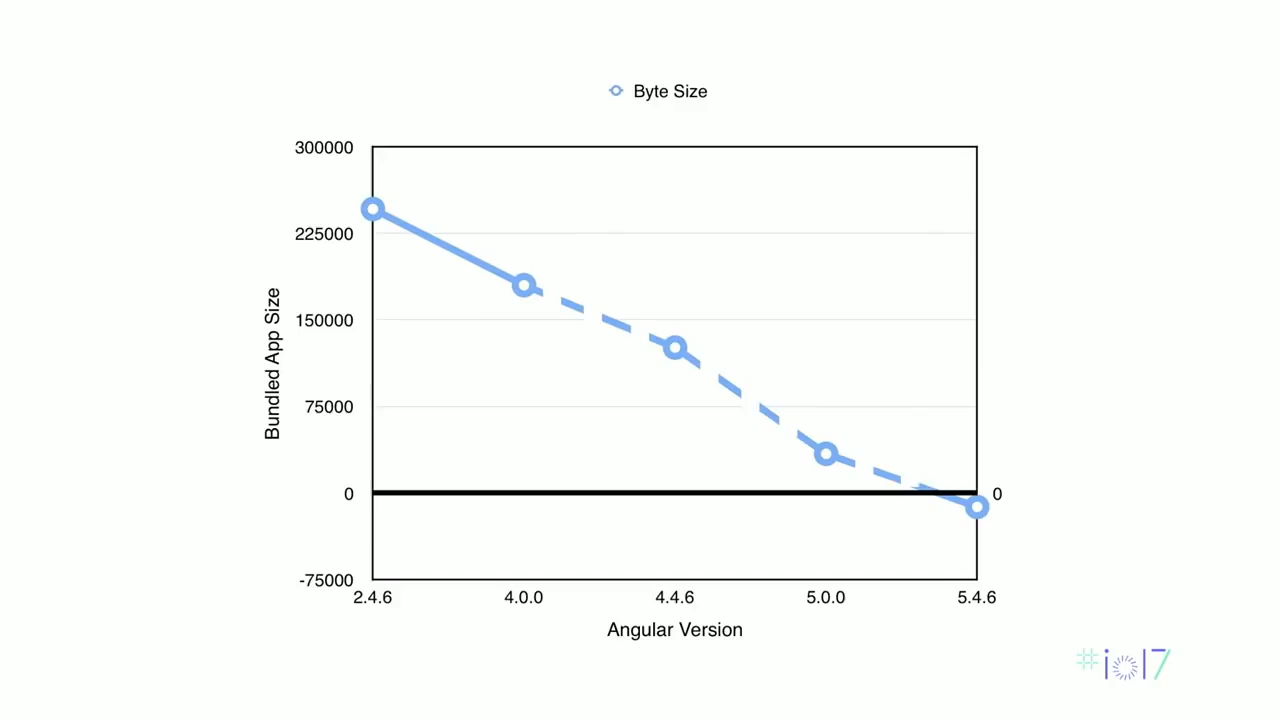 Byte Size
300000
225000
150000
75000
0
-75000
0
Bundled App Size
2.4.6 4.0.0 4.4.6 5.0.0 5.4.6
Angular Version
#io17